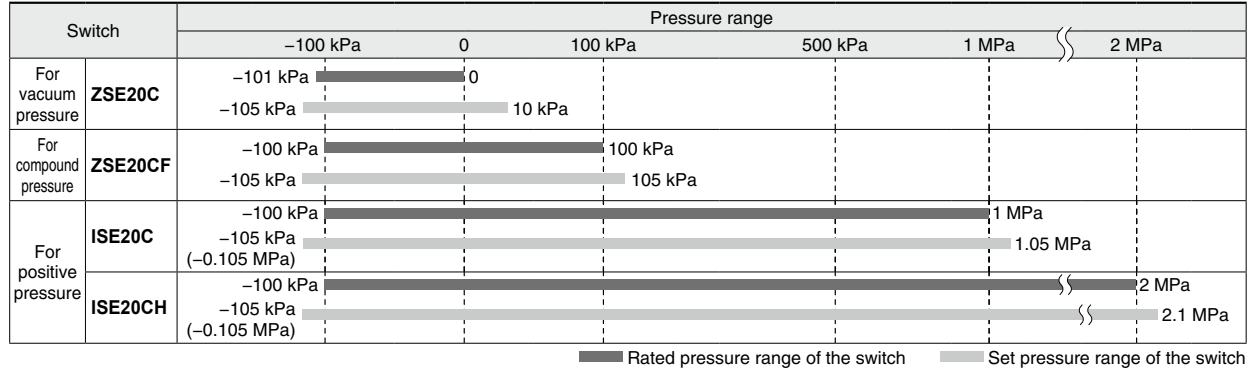 Switch
Pressure range
−100 kPa 0 100 kPa 500 kPa 1 MPa 2 MPa
For
vacuum
pressure
ZSE20C
−101 kPa 0
−105 kPa 10 kPa
For
compound
pressure
ZSE20CF
−100 kPa 100 kPa
−105 kPa 105 kPa
For
positive
pressure
ISE20C
−100 kPa 1 MPa
−105 kPa 1.05 MPa
(−0.105 MPa)
ISE20CH
−100 kPa 2 MPa
−105 kPa 2.1 MPa
(−0.105 MPa)
Rated pressure range of the switch Set pressure range of the switch